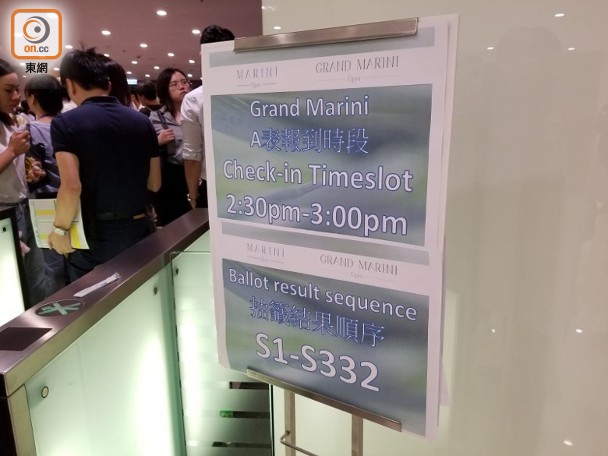 on.cc
東網
MARINI GRAND MARINI
Grand Marini
A表報到時段
Check-in Timeslot
2:30pm-3:00pm
MARINI GRAND MARINI
Ballot result sequence
抽籤結果順序
S1-S332